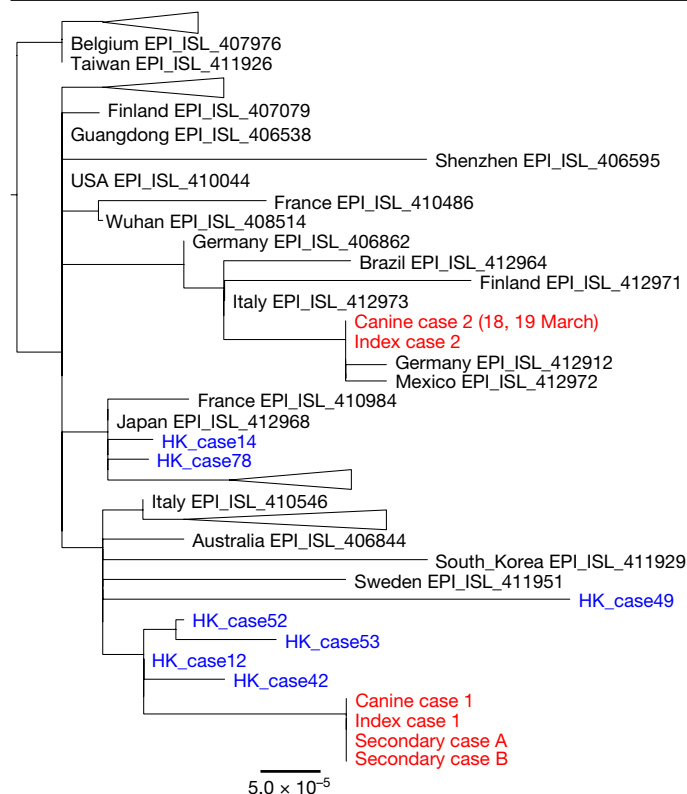 Belgium EPI_ISL_407976
Taiwan EPI_ISL_411926
Finland EPI_ISL_407079
Guangdong EPI_ISL_406538
Shenzhen EPI_ISL_406595
USA EPI_ISL_410044
France EPI_ISL_410486
Wuhan EPI_ISL_408514
Germany EPI_ISL_406862
Brazil EPI_ISL_412964
Finland EPI_ISL_412971
Italy EPI_ISL_412973
Canine case 2 (18, 19 March)
Index case 2
Germany EPI_ISL_412912
Mexico EPI_ISL_412972
France EPI_ISL_410984
Japan EPI_ISL_412968
HK_case14
HK_case78
Italy EPI_ISL_410546
Australia EPI_ISL_406844
South_Korea EPI_ISL_411929
Sweden EPI_ISL_411951
HK_case49
HK_case52
HK_case53
HK_case12
HK_case42
Canine case 1
Index case 1
Secondary case A
Secondary case B
5.0 × 10⁻⁵